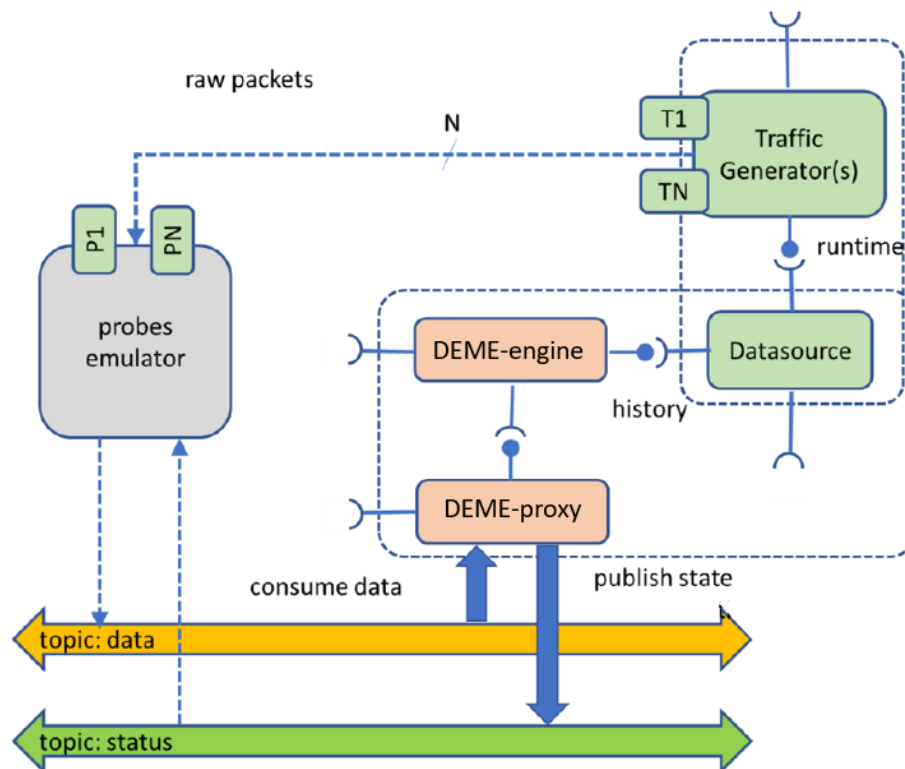 raw packets
N
T1
TN
Traffic
Generator(s)
P1
PN
runtime
probes
emulator
DEME-engine
Datasource
history
DEME-proxy
consume data
publish state
topic: data
topic: status